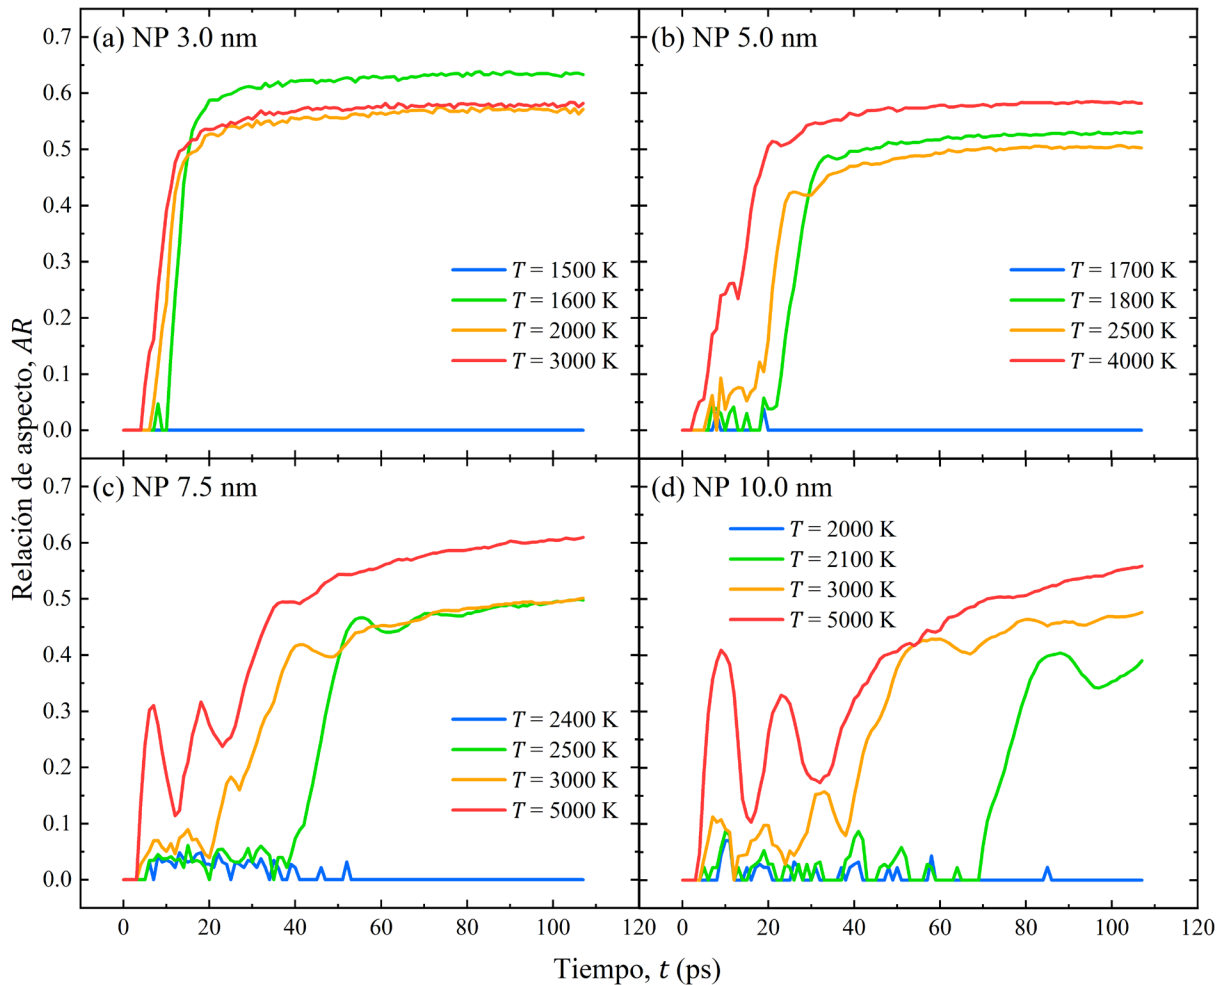 (a) NP 3.0 nm
0.7
0.6
0.5
0.4
0.3
0.2
0.1
0.0
T = 1500 K
T = 1600 K
T = 2000 K
T = 3000 K
(b) NP 5.0 nm
T = 1700 K
T = 1800 K
T = 2500 K
T = 4000 K
Relación de aspecto, AR
(c) NP 7.5 nm
0.7
0.6
0.5
0.4
0.3
0.2
0.1
0.0
T = 2400 K
T = 2500 K
T = 3000 K
T = 5000 K
0 20 40 60 80 100 12
(d) NP 10.0 nm
T = 2000 K
T = 2100 K
T = 3000 K
T = 5000 K
0 20 40 60 80 100 120
Tiempo, t (ps)